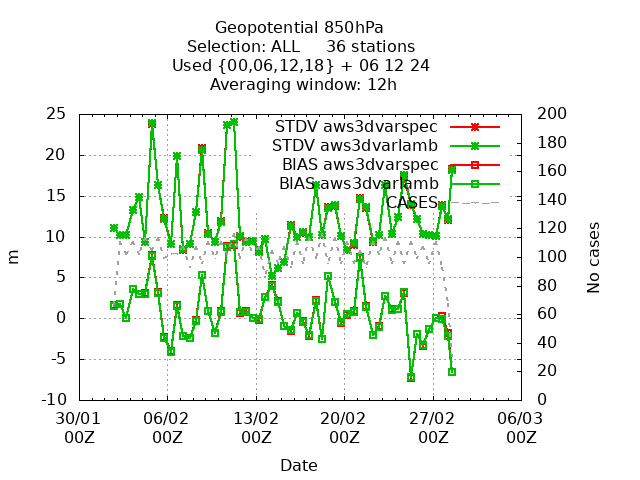 Geopotential 850hPa
Selection: ALL 36 stations
Used {00,06,12,18} + 06 12 24
Averaging window: 12h
STDV aws3dvarspec
STDV aws3dvarlamb
BIAS aws3dvarspec
BIAS aws3dvarlamb
CASES
25
20
15
10
5
0
-5
-10
m
200
180
160
140
120
100
80
60
40
20
0
No cases
30/01 06/02 13/02 20/02 27/02 06/03
00Z 00Z 00Z 00Z 00Z 00Z
Date